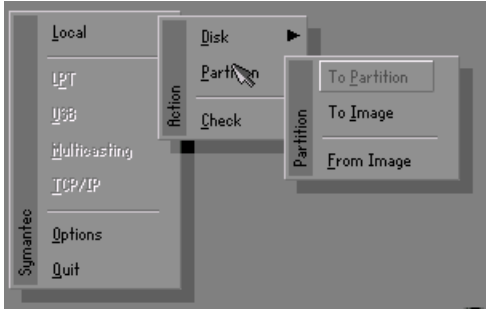 Local
LPT
USB
Multicasting
TCP/IP
Options
Quit
Symantec
Disk
Partition
Check
Action
To Partition
To Image
From Image
Partition